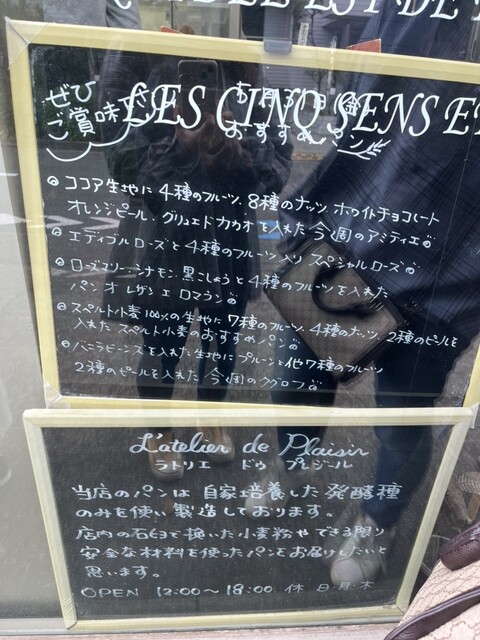 ぜひ
ご賞味下さい
5月3日(金)
おすすめパン
LES CINQ SENS ET
◎ココア生地に4種のフルーツ、8種のナッツ、ホワイトチョコレート
オレンジピール、グリュエドカカオを入れた今週のアミティエ
◎エディブルローズと4種のフルーツ入りスペシャルローズ
◎ローズマリー、シナモン、黒こしょうと4種のフルーツを入れた
パン オ レザン エ ロマラン
◎スペルト小麦100%の生地に7種のフルーツ、4種のナッツ、2種のピールを
入れたスペルト小麦のおすすめパン
◎バニラビーンズを入れた生地にプルーンと他7種のフルーツ
2種のピールを入れた今週のクグロフ
L'atelier de Plaisir
ラトリエ ドゥ プレジール
当店のパンは自家培養した発酵種
のみを使い製造しております。
店内の石臼で挽いた小麦粉やできる限り
安全な材料を使ったパンをお届けしたいと
思います。
OPEN 12:00〜18:00 休 日・月・木